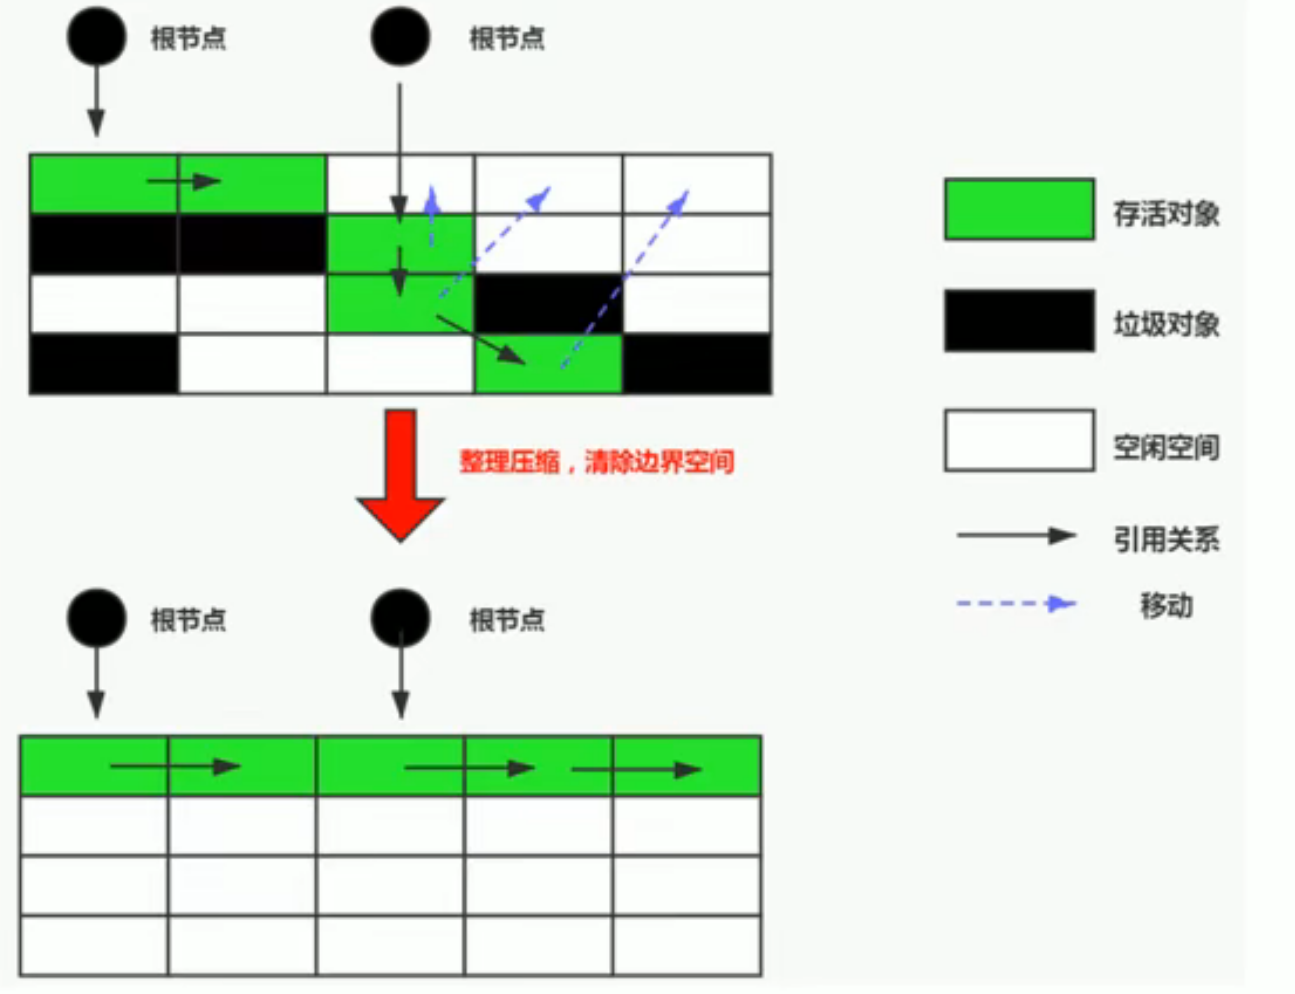 根节点
根节点
存活对象
垃圾对象
空闲空间
整理压缩，清除边界空间
引用关系
移动
根节点
根节点